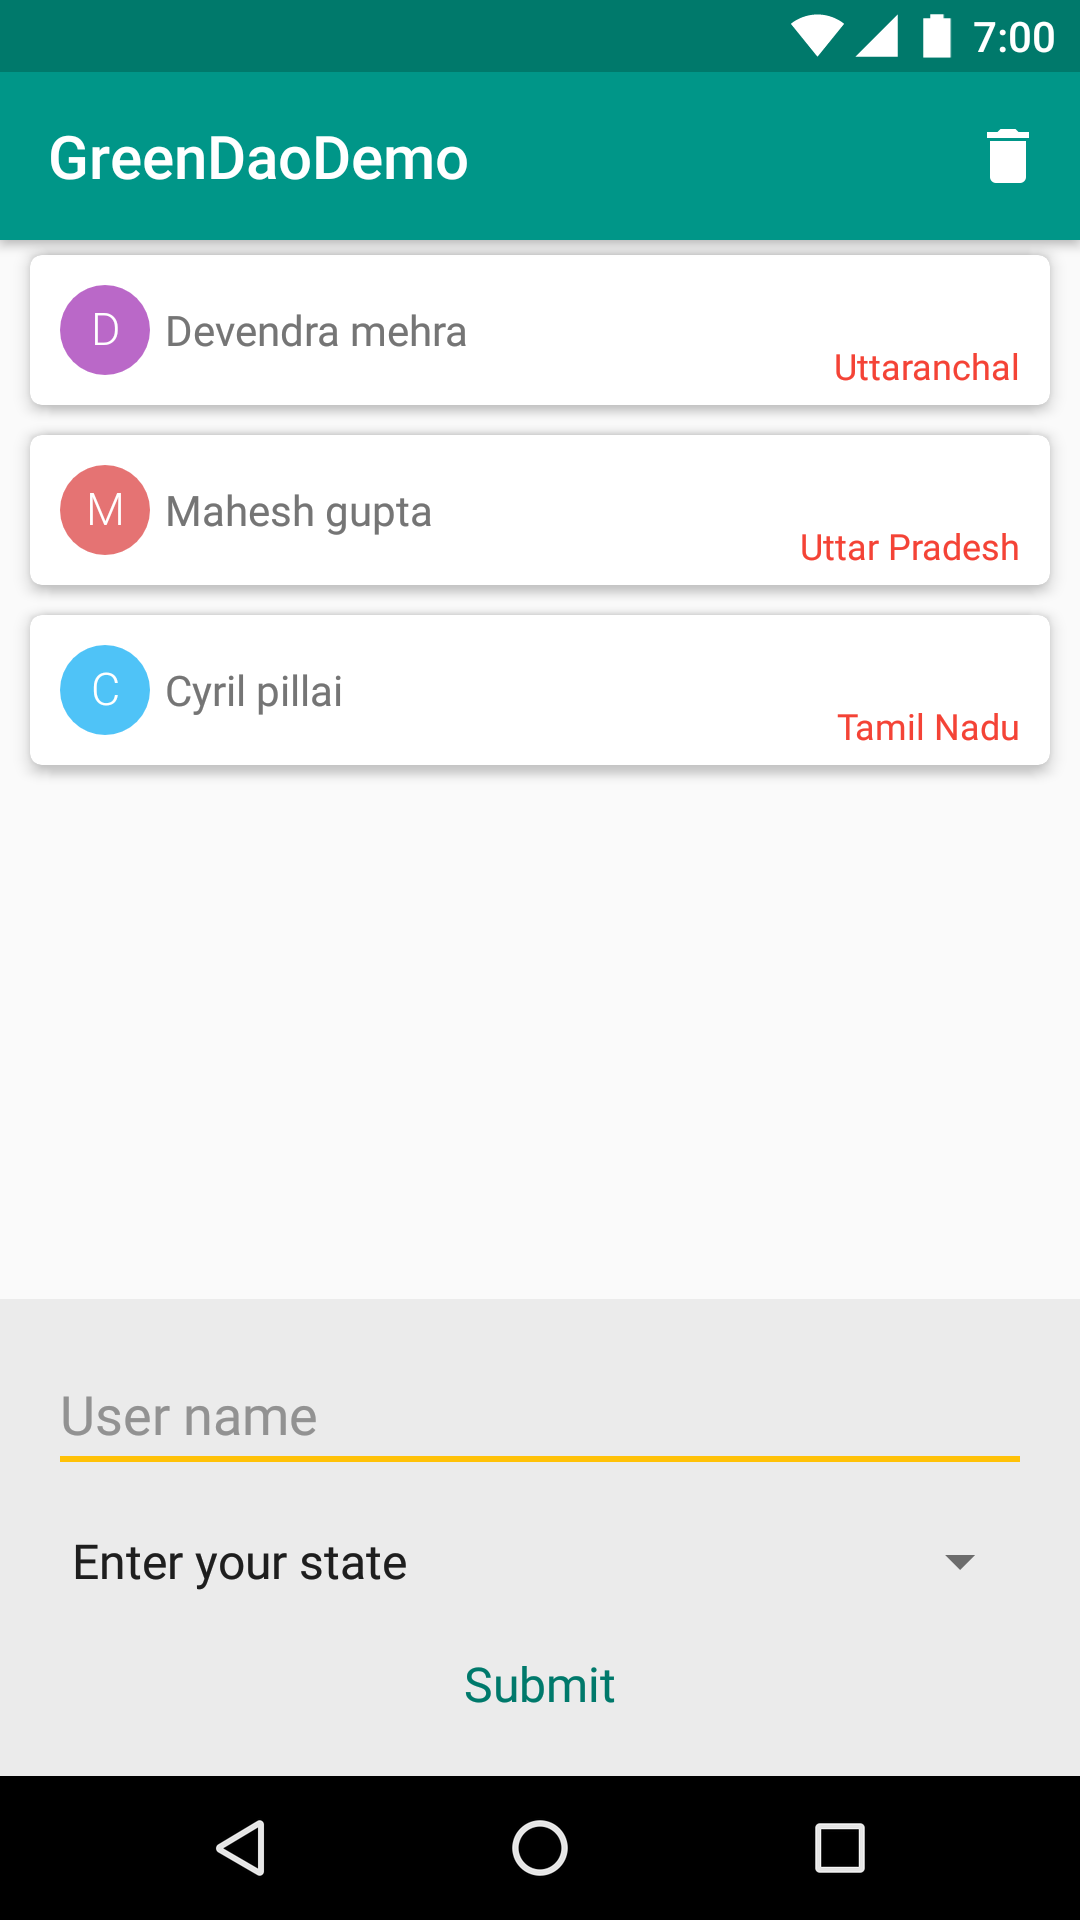 7:00
GreenDaoDemo
D Devendra mehra
Uttaranchal
M Mahesh gupta
Uttar Pradesh
C Cyril pillai
Tamil Nadu
User name
Enter your state
Submit